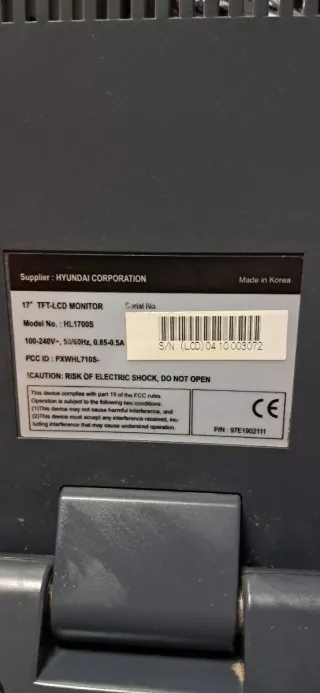 Supplier : HYUNDAI CORPORATION
Made in Korea
17" TFT-LCD MONITOR
Serial No.
Model No. : HL1700S
100-240V~, 50/60Hz, 0.85-0.5A
S/N:(LCD)0410003072
FCC ID : PXWHL710S-
!CAUTION: RISK OF ELECTRIC SHOCK, DO NOT OPEN
This device complies with part 15 of the FCC rules
Operation is subject to the following two conditions:
(1)This device may not cause harmful interference, and
(2)This device must accept any interference received, inc-
luding interference that may cause undersired operation.
CE
P/N : 97E1902111